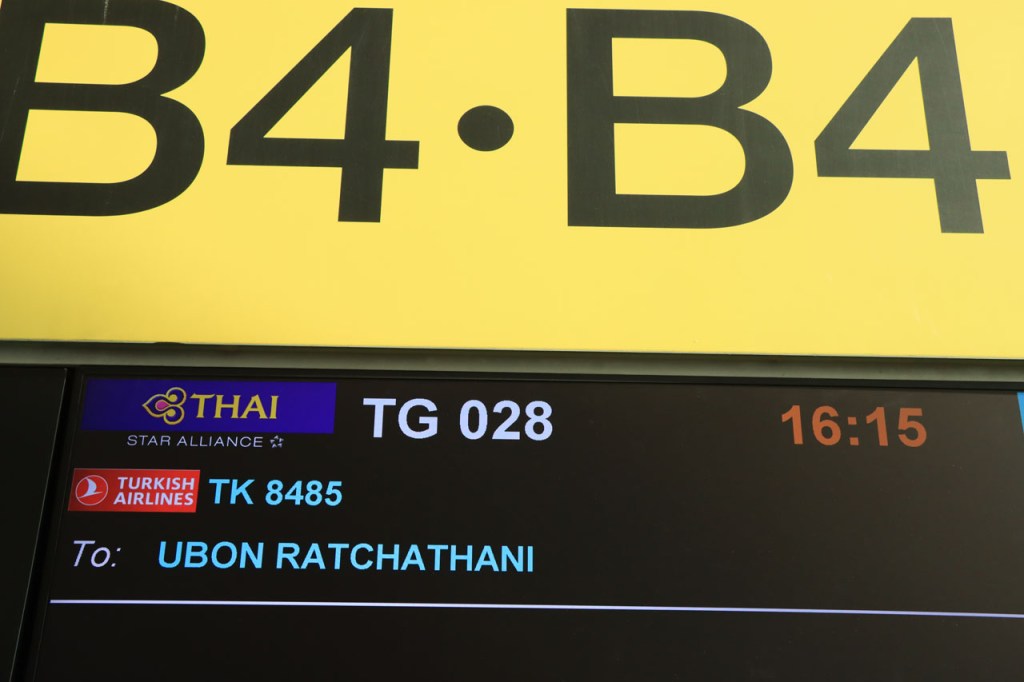 B4·B4
THAI TG 028 16:15
STAR ALLIANCE
TURKISH AIRLINES TK 8485
To: UBON RATCHATHANI